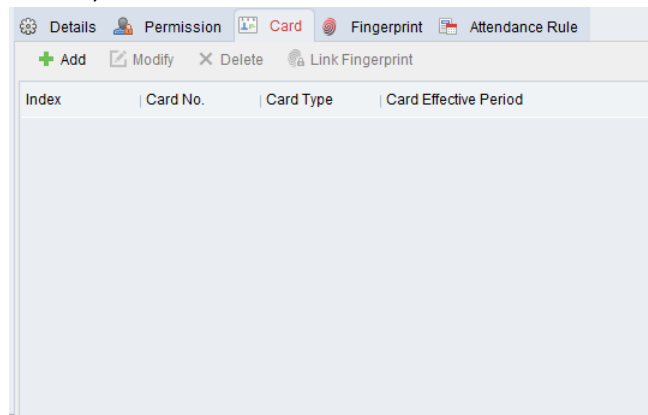 Details Permission Card Fingerprint Attendance Rule
Add Modify Delete Link Fingerprint
Index Card No. Card Type Card Effective Period